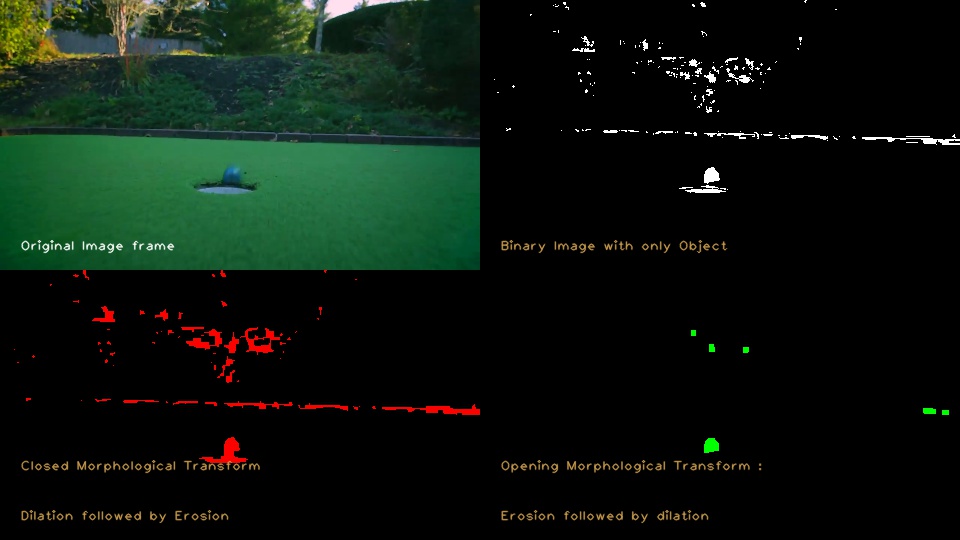 Original Image frame
Binary Image with only Object
Closed Morphological Transform
Opening Morphological Transform :
Dilation followed by Erosion
Erosion followed by dilation